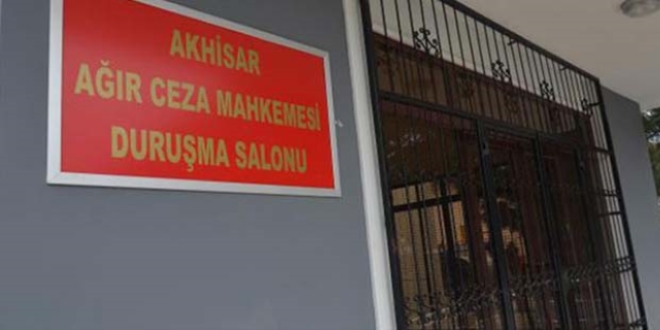 AKHİSAR
AĞIR CEZA MAHKEMESİ
DURUŞMA SALONU